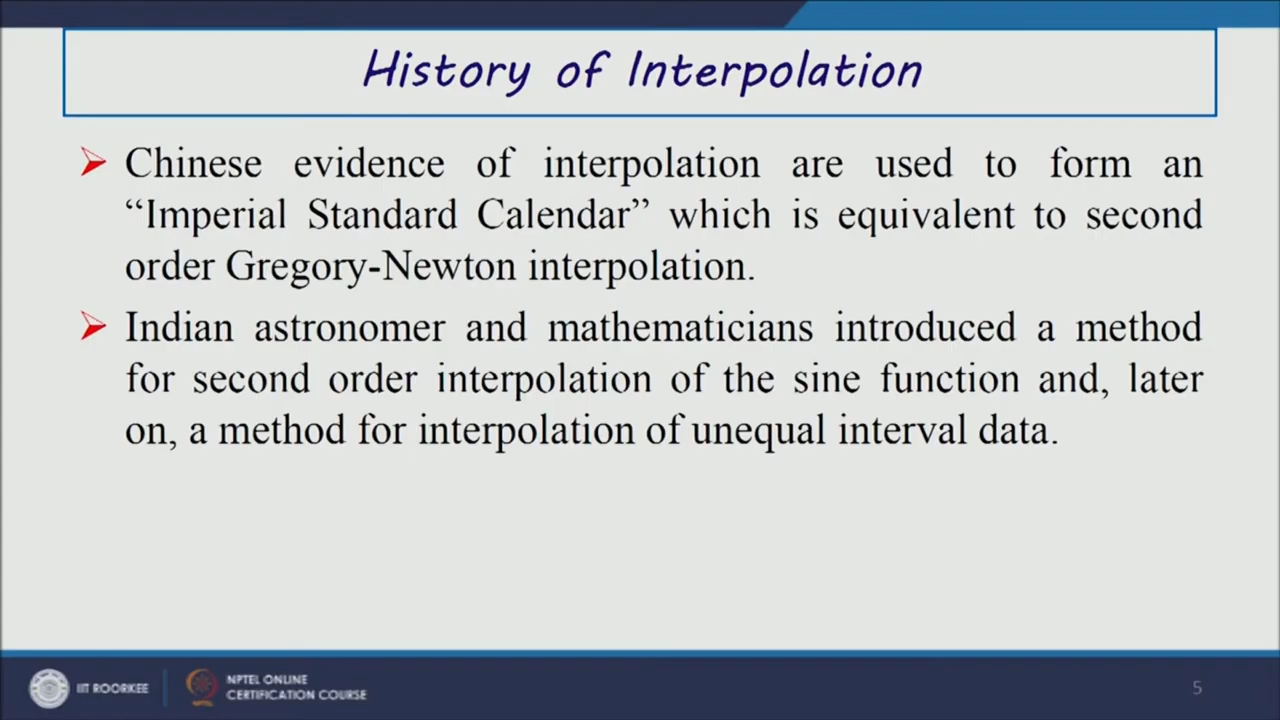 History of Interpolation
Chinese evidence of interpolation are used to form an
“Imperial Standard Calendar” which is equivalent to second
order Gregory-Newton interpolation.
Indian astronomer and mathematicians introduced a method
for second order interpolation of the sine function and, later
on, a method for interpolation of unequal interval data.
IIT ROORKEE
NPTEL ONLINE
CERTIFICATION COURSE
5